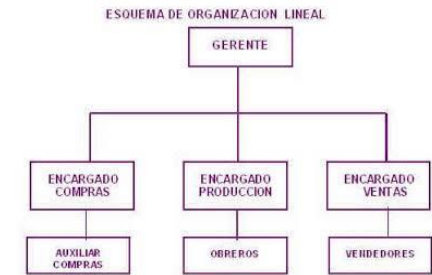 ESQUEMA DE ORGANIZACION LINEAL
GERENTE
ENCARGADO
COMPRAS
ENCARGADO
PRODUCCION
ENCARGADO
VENTAS
AUXILIAR
COMPRAS
OBREROS
VENDEDORES